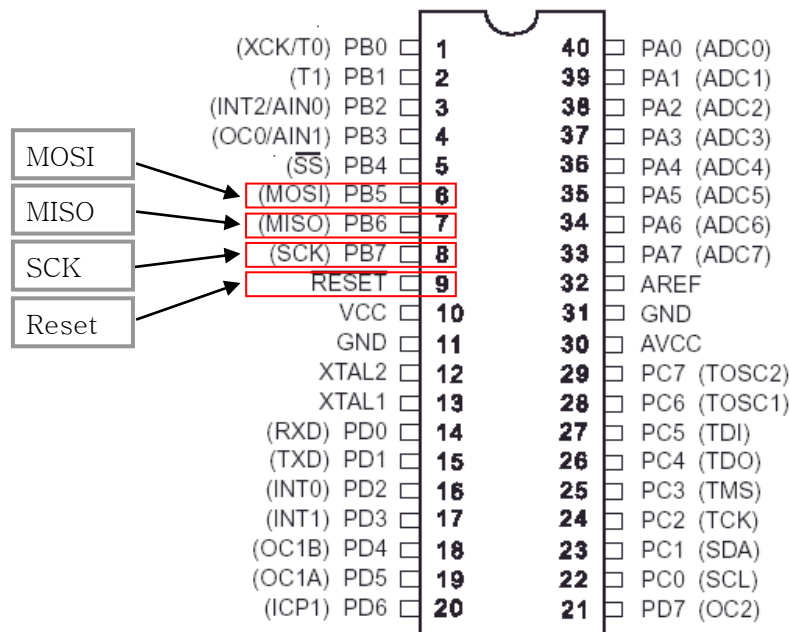 MOSI
MISO
SCK
Reset
(XCK/T0) PB0 1 40 PA0 (ADC0)
(T1) PB1 2 39 PA1 (ADC1)
(INT2/AIN0) PB2 3 38 PA2 (ADC2)
(OC0/AIN1) PB3 4 37 PA3 (ADC3)
(SS) PB4 5 36 PA4 (ADC4)
(MOSI) PB5 6 35 PA5 (ADC5)
(MISO) PB6 7 34 PA6 (ADC6)
(SCK) PB7 8 33 PA7 (ADC7)
RESET 9 32 AREF
VCC 10 31 GND
GND 11 30 AVCC
XTAL2 12 29 PC7 (TOSC2)
XTAL1 13 28 PC6 (TOSC1)
(RXD) PD0 14 27 PC5 (TDI)
(TXD) PD1 15 26 PC4 (TDO)
(INT0) PD2 16 25 PC3 (TMS)
(INT1) PD3 17 24 PC2 (TCK)
(OC1B) PD4 18 23 PC1 (SDA)
(OC1A) PD5 19 22 PC0 (SCL)
(ICP1) PD6 20 21 PD7 (OC2)